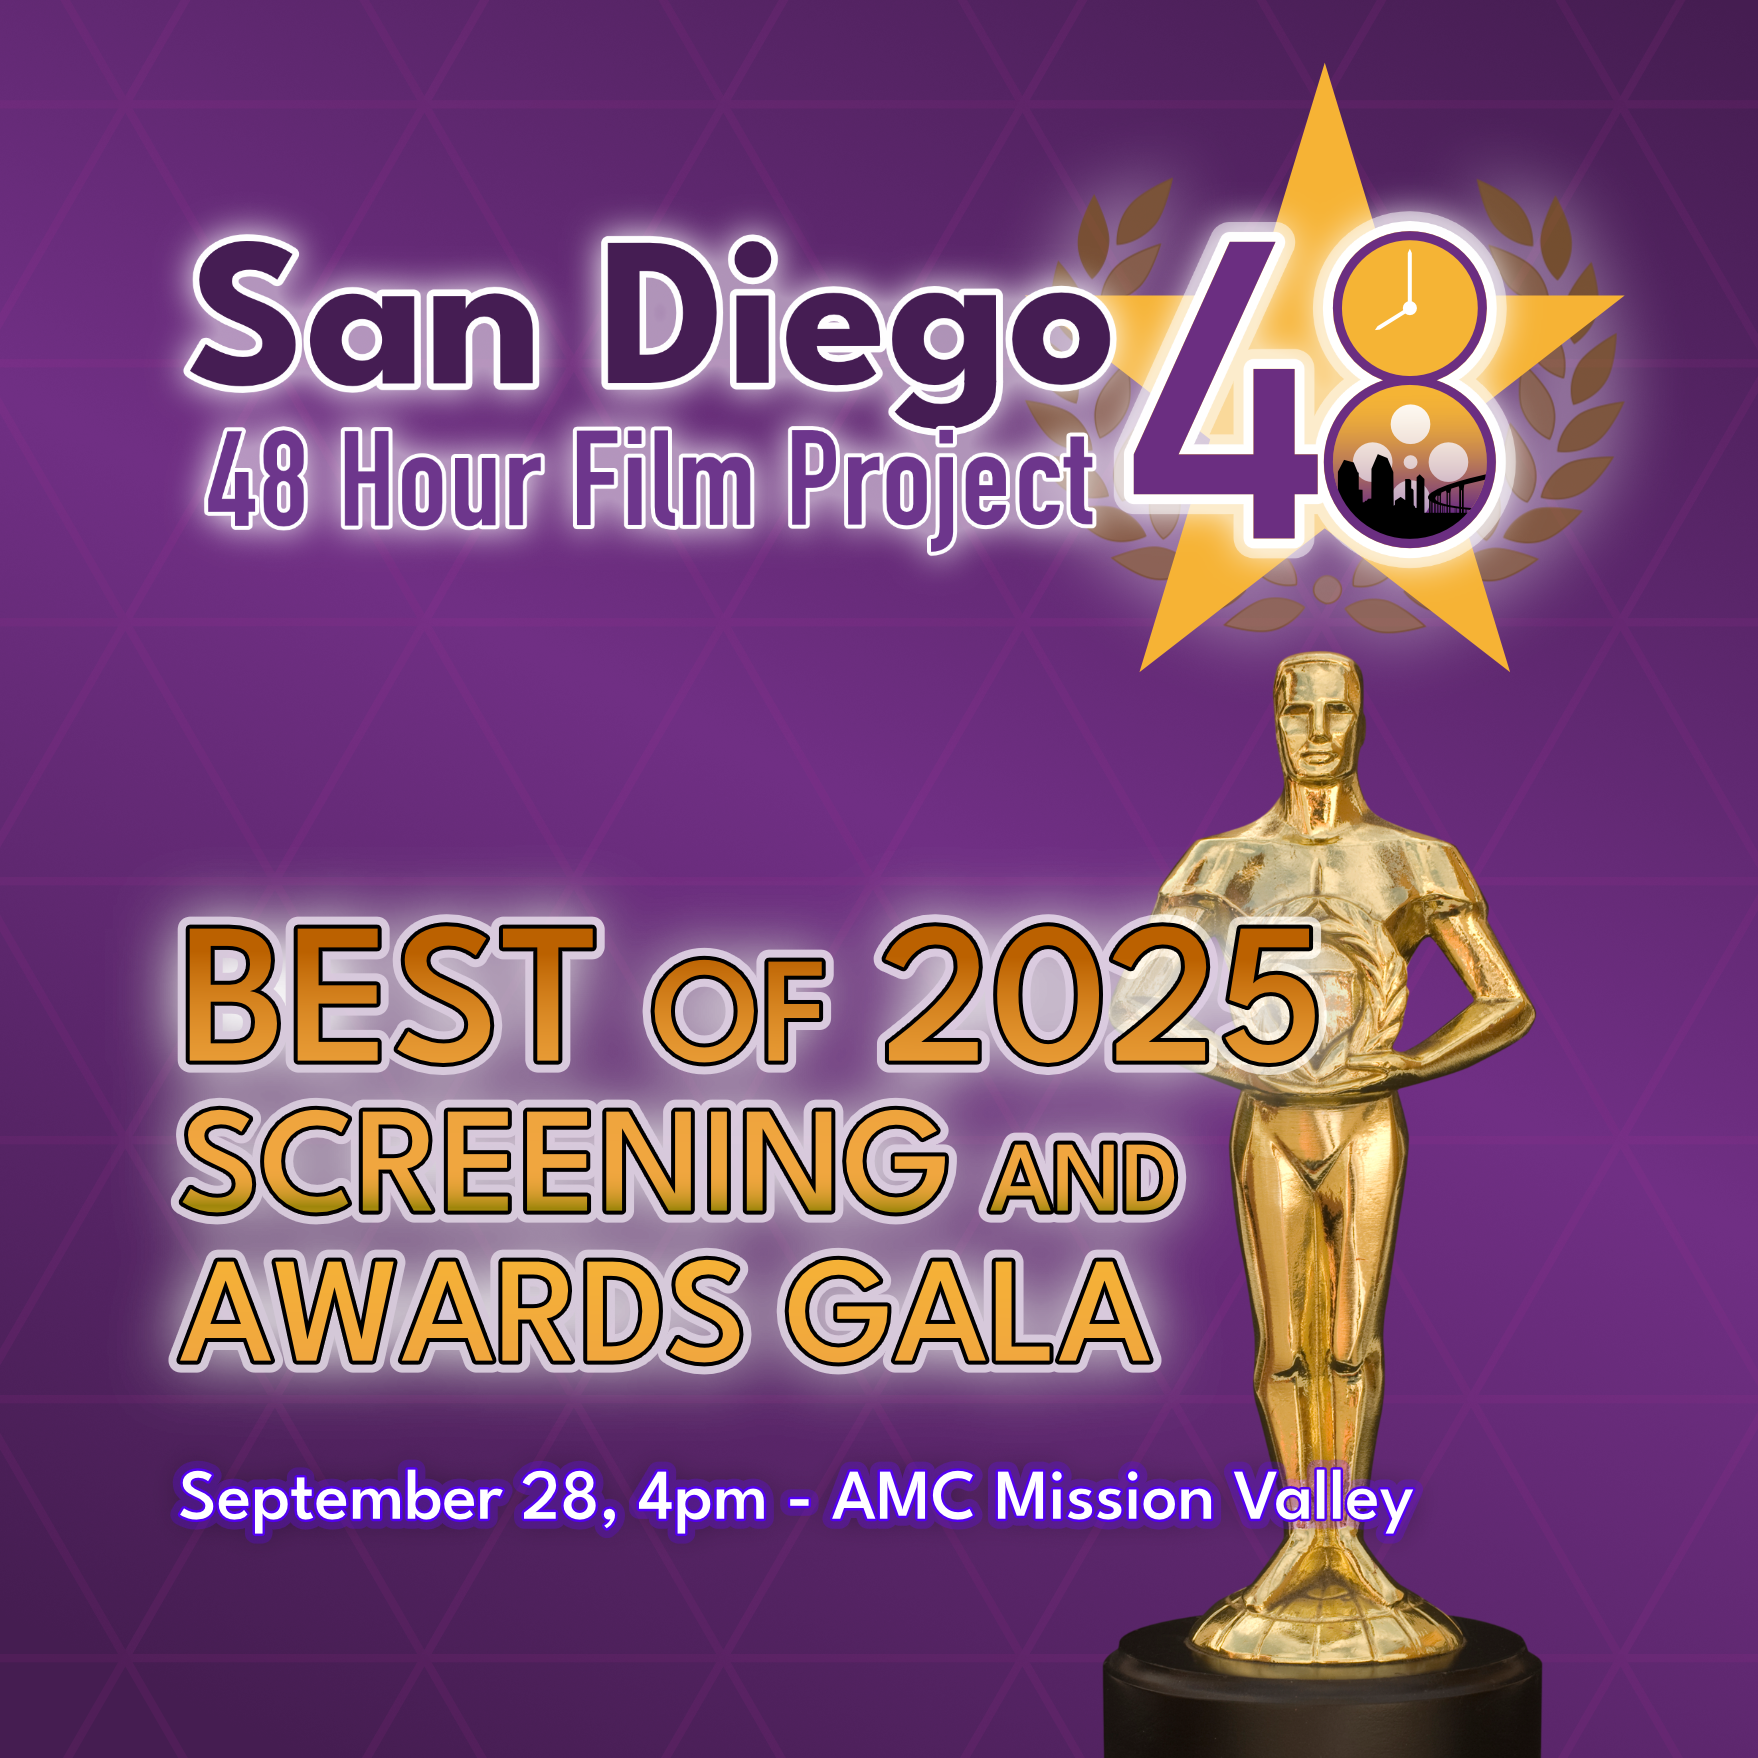 San Diego
48 Hour Film Project
48
BEST OF 2025
SCREENING AND
AWARDS GALA
September 28, 4pm - AMC Mission Valley